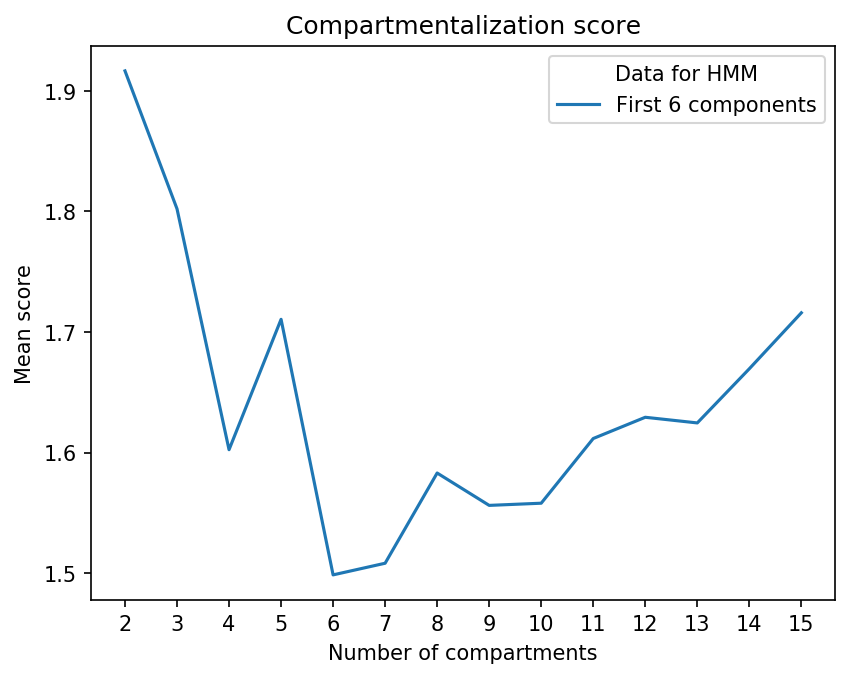 Compartmentalization score
Data for HMM
First 6 components
Mean score
1.9
1.8
1.7
1.6
1.5
2 3 4 5 6 7 8 9 10 11 12 13 14 15
Number of compartments